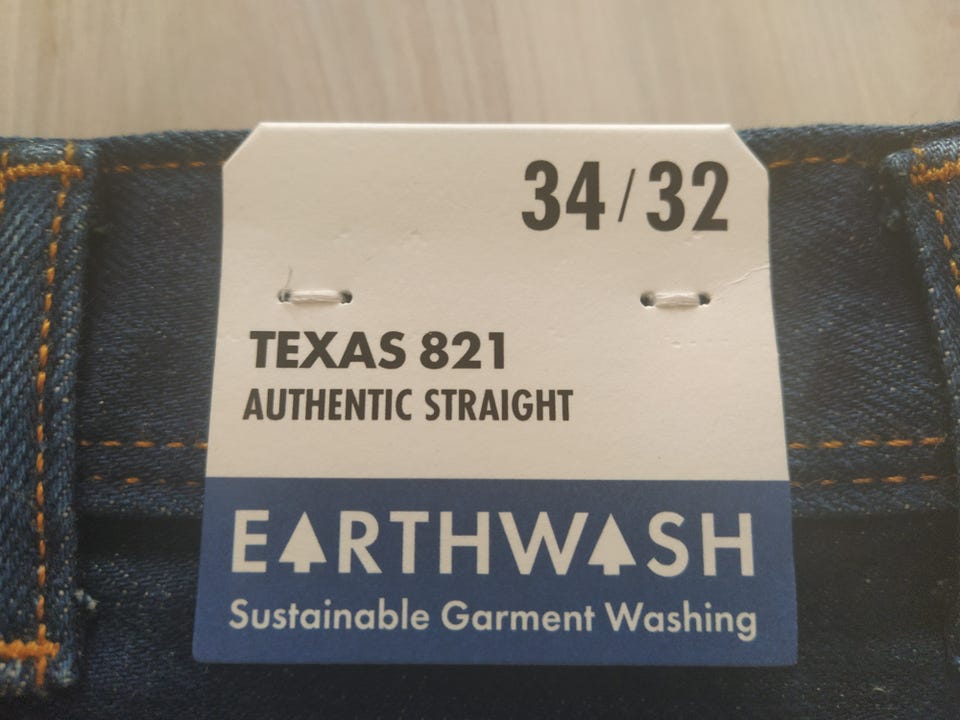 34/32
TEXAS 821
AUTHENTIC STRAIGHT
EARTHWASH
Sustainable Garment Washing